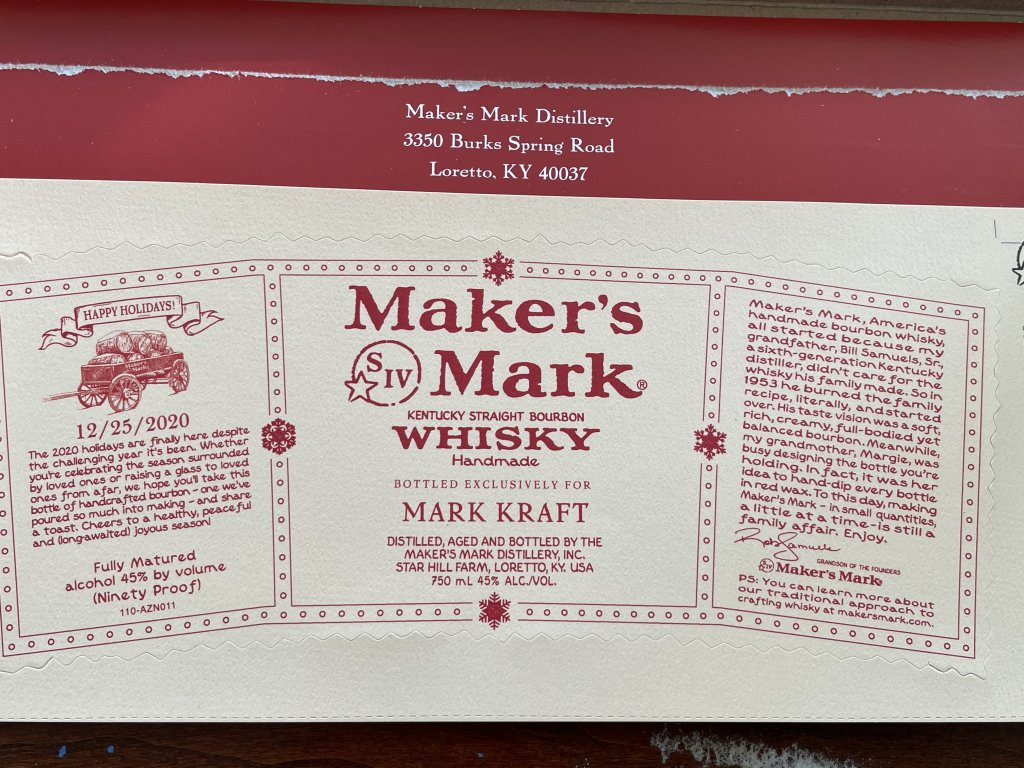 Maker's Mark Distillery
3350 Burks Spring Road
Loretto, KY 40037
HAPPY HOLIDAYS!
12/25/2020
The 2020 holidays are finally here despite
the challenging year it's been. Whether
you're celebrating the season surrounded
by loved ones or raising a glass to loved
ones from afar, we hope you'll take this
bottle of handcrafted bourbon - one we've
poured so much into making - and share
a toast. Cheers to a healthy, peaceful
and (long-awaited) joyous season!
Fully Matured
alcohol 45% by volume
(Ninety Proof)
110-AZN011
Maker's
SIV Mark®
KENTUCKY STRAIGHT BOURBON
WHISKY
Handmade
BOTTLED EXCLUSIVELY FOR
MARK KRAFT
DISTILLED, AGED AND BOTTLED BY THE
MAKER'S MARK DISTILLERY, INC.
STAR HILL FARM, LORETTO, KY. USA
750 mL 45% ALC./VOL.
Maker's Mark, America's
handmade bourbon whisky,
all started because my
grandfather, Bill Samuels, Sr.,
a sixth-generation Kentucky
distiller, didn't care for the
whisky his family made. So in
1953 he burned the family
recipe, literally, and started
over. His taste vision was a soft,
rich, creamy, full-bodied yet
balanced bourbon. Meanwhile,
my grandmother, Margie, was
busy designing the bottle you're
holding. In fact, it was her
idea to hand-dip every bottle
in red wax. To this day, making
Maker's Mark - in small quantities,
a little at a time - is still a
family affair. Enjoy.
Rob Samuels
GRANDSON OF THE FOUNDERS
SIV Maker's Mark®
PS: You can learn more about
our traditional approach to
crafting whisky at makersmark.com.